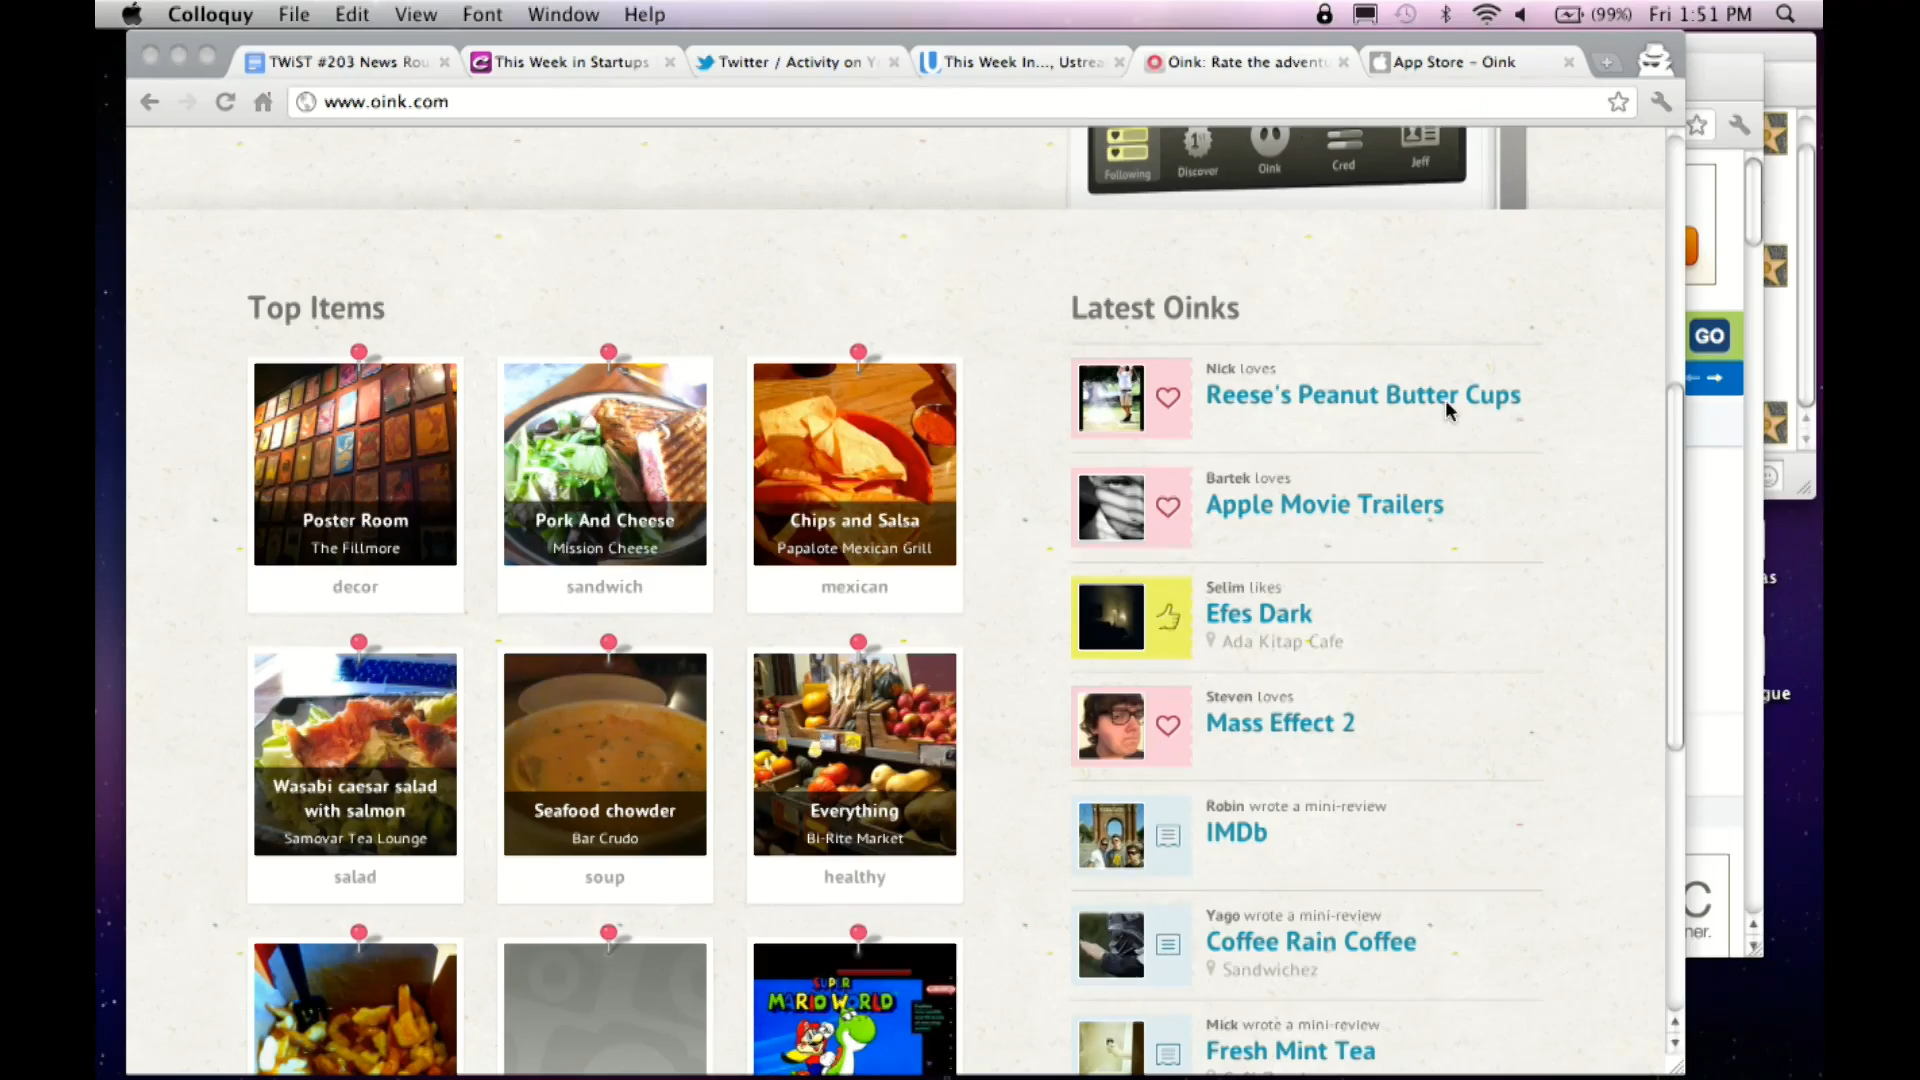 Colloquy File Edit View Font Window Help (99%) Fri 1:51 PM
TWiST #203 News Rou
This Week in Startups
Twitter / Activity on Y
This Week In..., Ustrea
Oink: Rate the adventu
App Store - Oink
www.oink.com
Following
Discover
Oink
Cred
Jeff
GO
Top Items
Poster Room
The Fillmore
decor
Pork And Cheese
Mission Cheese
sandwich
Chips and Salsa
Papalote Mexican Grill
mexican
Wasabi caesar salad
with salmon
Samovar Tea Lounge
salad
Seafood chowder
Bar Crudo
soup
Everything
Bi-Rite Market
healthy
SUPER
MARIO WORLD
Latest Oinks
Nick loves
Reese's Peanut Butter Cups
Bartek loves
Apple Movie Trailers
Selim likes
Efes Dark
Ada Kitap Cafe
Steven loves
Mass Effect 2
Robin wrote a mini-review
IMDb
Yago wrote a mini-review
Coffee Rain Coffee
Sandwichez
Mick wrote a mini-review
Fresh Mint Tea
as
gue
C
ner.